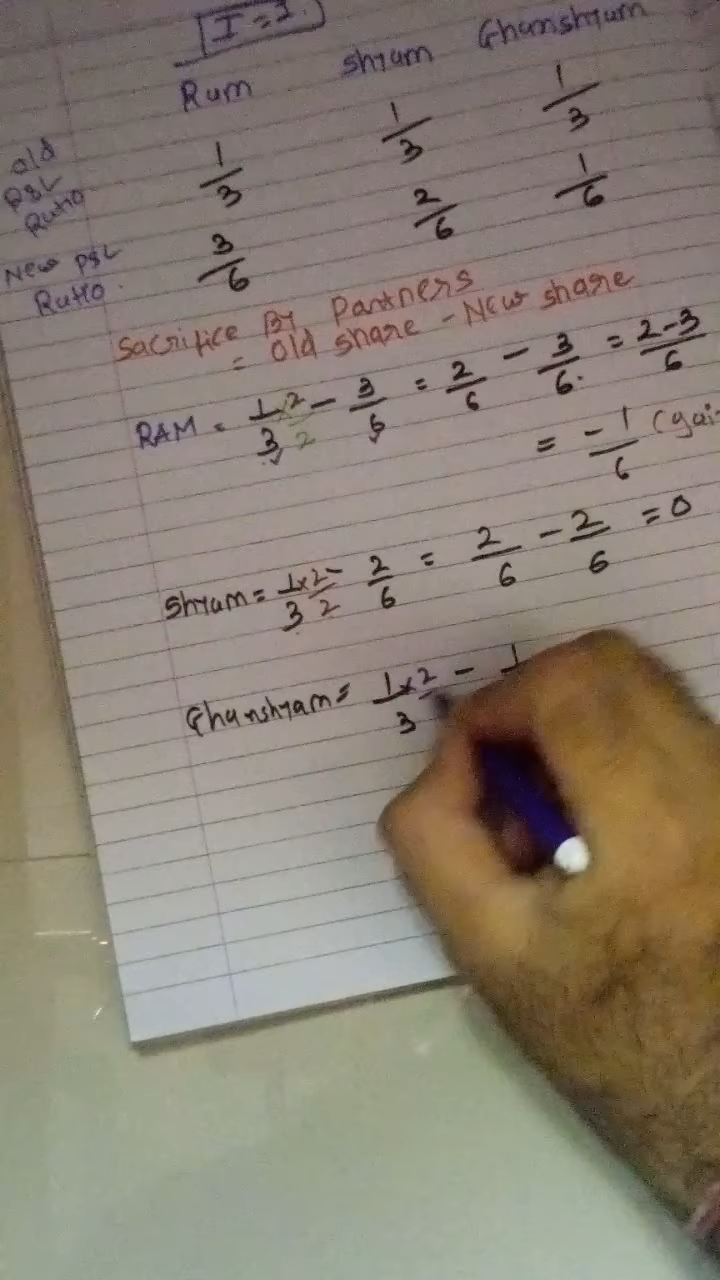 I = 1.
Ram Shyam Ghanshyam
Old P&L Ratio 1/3 1/3 1/3
New P&L Ratio. 3/6 2/6 1/6
Sacrifice By Partners
= Old share - New share
RAM = 1/3 2/2 - 3/6 = 2/6 - 3/6. = 2-3/6
= -1/6 (gai
Shyam = 1×2/3 2 - 2/6 = 2/6 - 2/6 = 0
Ghanshyam = 1×2/3 - 1